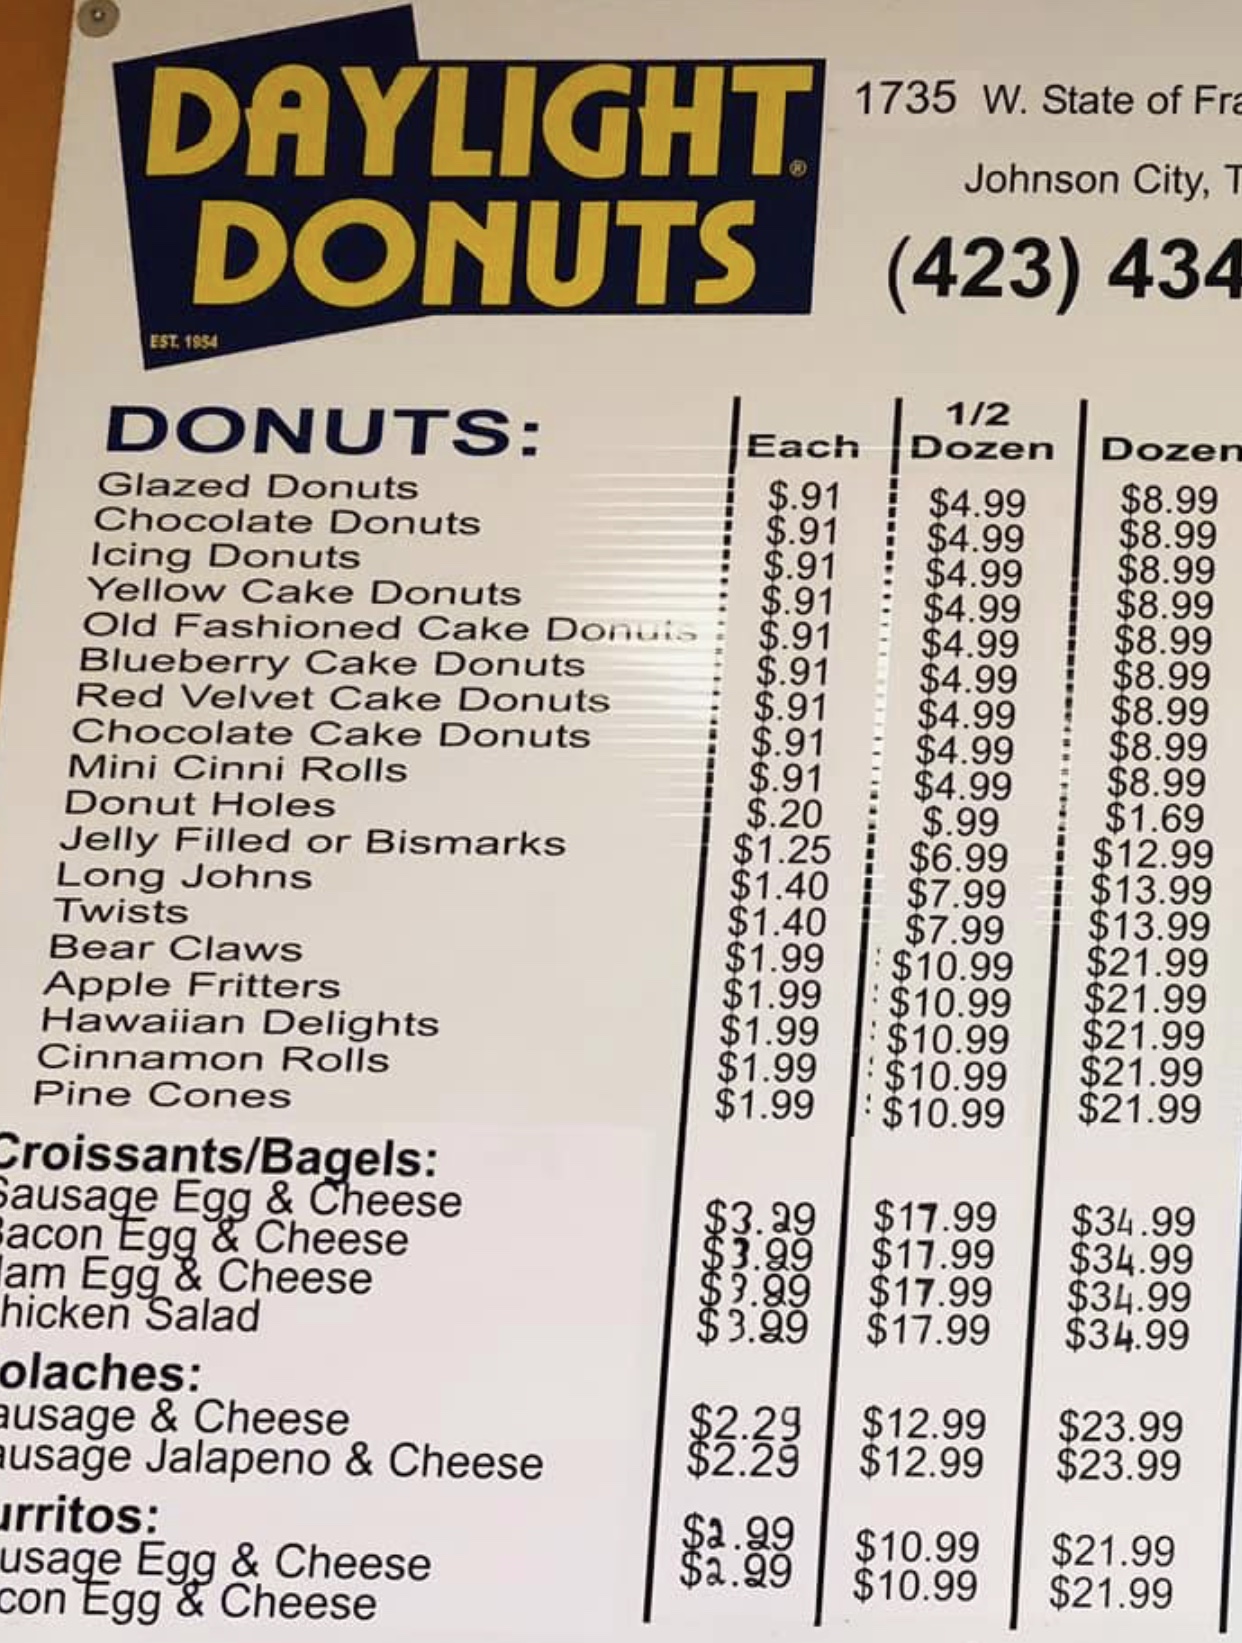 DAYLIGHT®
DONUTS
EST. 1954
1735 W. State of Fra
Johnson City, T
(423) 434
DONUTS: Each 1/2 Dozen Dozen
Glazed Donuts $.91 $4.99 $8.99
Chocolate Donuts $.91 $4.99 $8.99
Icing Donuts $.91 $4.99 $8.99
Yellow Cake Donuts $.91 $4.99 $8.99
Old Fashioned Cake Donuts $.91 $4.99 $8.99
Blueberry Cake Donuts $.91 $4.99 $8.99
Red Velvet Cake Donuts $.91 $4.99 $8.99
Chocolate Cake Donuts $.91 $4.99 $8.99
Mini Cinni Rolls $.91 $4.99 $8.99
Donut Holes $.20 $.99 $1.69
Jelly Filled or Bismarks $1.25 $6.99 $12.99
Long Johns $1.40 $7.99 $13.99
Twists $1.40 $7.99 $13.99
Bear Claws $1.99 $10.99 $21.99
Apple Fritters $1.99 $10.99 $21.99
Hawaiian Delights $1.99 $10.99 $21.99
Cinnamon Rolls $1.99 $10.99 $21.99
Pine Cones $1.99 $10.99 $21.99
Croissants/Bagels:
Sausage Egg & Cheese $17.99 $34.99
Bacon Egg & Cheese $17.99 $34.99
Ham Egg & Cheese $17.99 $34.99
hicken Salad $17.99 $34.99
olaches:
ausage & Cheese $2.29 $12.99 $23.99
ausage Jalapeno & Cheese $2.29 $12.99 $23.99
urritos:
usage Egg & Cheese $10.99 $21.99
con Egg & Cheese $10.99 $21.99